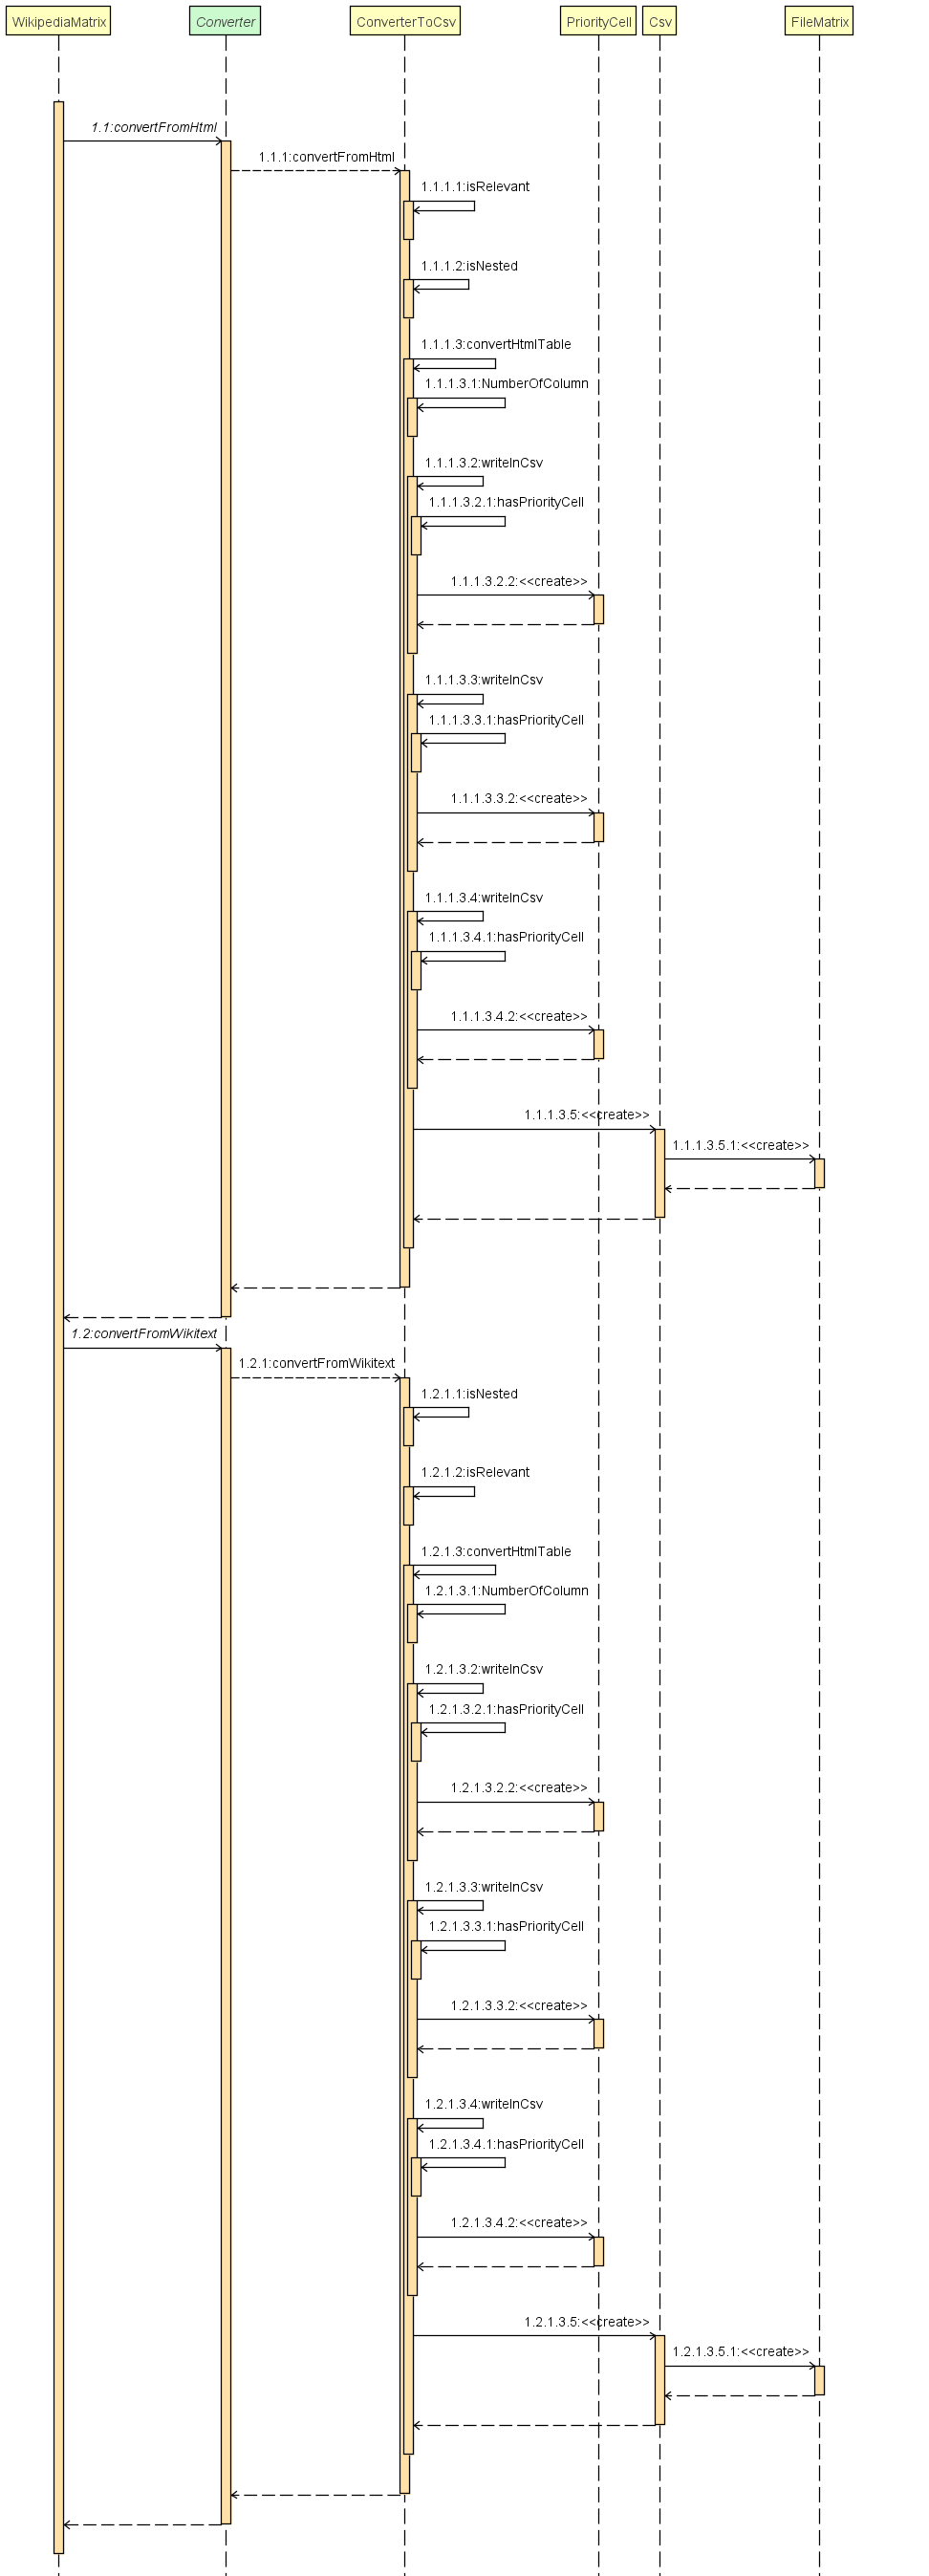 WikipediaMatrix
Converter
ConverterToCsv
PriorityCell
Csv
FileMatrix
1.1:convertFromHtml
1.1.1:convertFromHtml
1.1.1.1:isRelevant
1.1.1.2:isNested
1.1.1.3:convertHtmlTable
1.1.1.3.1:NumberOfColumn
1.1.1.3.2:writeInCsv
1.1.1.3.2.1:hasPriorityCell
1.1.1.3.2.2:<<create>>
1.1.1.3.3:writeInCsv
1.1.1.3.3.1:hasPriorityCell
1.1.1.3.3.2:<<create>>
1.1.1.3.4:writeInCsv
1.1.1.3.4.1:hasPriorityCell
1.1.1.3.4.2:<<create>>
1.1.1.3.5:<<create>>
1.1.1.3.5.1:<<create>>
1.2:convertFromWikitext
1.2.1:convertFromWikitext
1.2.1.1:isNested
1.2.1.2:isRelevant
1.2.1.3:convertHtmlTable
1.2.1.3.1:NumberOfColumn
1.2.1.3.2:writeInCsv
1.2.1.3.2.1:hasPriorityCell
1.2.1.3.2.2:<<create>>
1.2.1.3.3:writeInCsv
1.2.1.3.3.1:hasPriorityCell
1.2.1.3.3.2:<<create>>
1.2.1.3.4:writeInCsv
1.2.1.3.4.1:hasPriorityCell
1.2.1.3.4.2:<<create>>
1.2.1.3.5:<<create>>
1.2.1.3.5.1:<<create>>